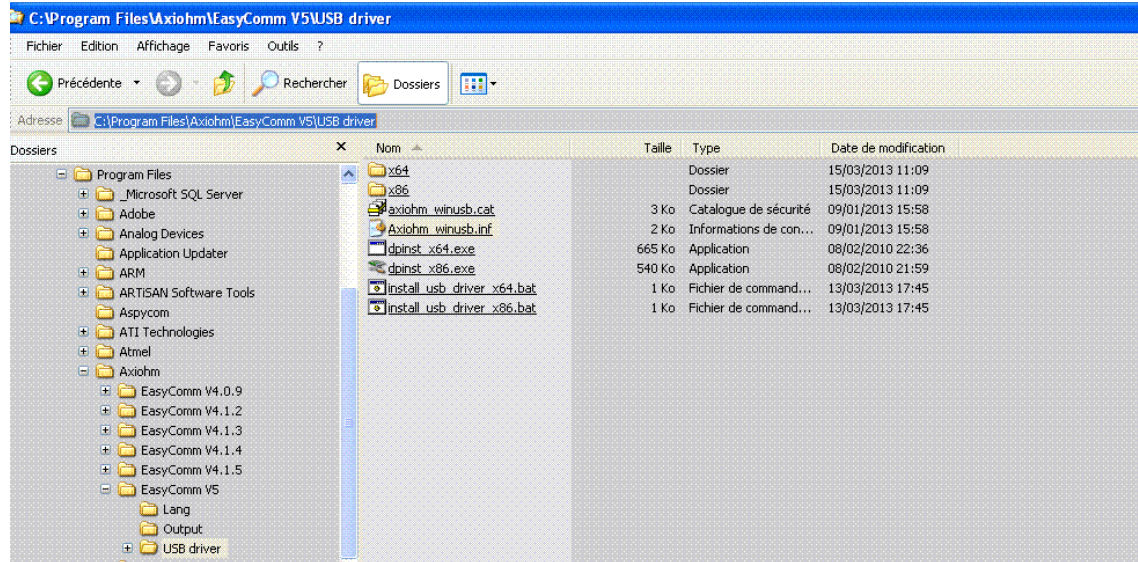 C:\Program Files\Axiohm\EasyComm V5\USB driver
Fichier Edition Affichage Favoris Outils ?
Précédente Rechercher Dossiers
Adresse C:\Program Files\Axiohm\EasyComm V5\USB driver
Dossiers x
Program Files
_Microsoft SQL Server
Adobe
Analog Devices
Application Updater
ARM
ARTiSAN Software Tools
Aspycom
ATI Technologies
Atmel
Axiohm
EasyComm V4.0.9
EasyComm V4.1.2
EasyComm V4.1.3
EasyComm V4.1.4
EasyComm V4.1.5
EasyComm V5
Lang
Output
USB driver
Nom Taille Type Date de modification
x64 Dossier 15/03/2013 11:09
x86 Dossier 15/03/2013 11:09
axiohm_winusb.cat 3 Ko Catalogue de sécurité 09/01/2013 15:58
Axiohm_winusb.inf 2 Ko Informations de con... 09/01/2013 15:58
dpinst_x64.exe 665 Ko Application 08/02/2010 22:36
dpinst_x86.exe 540 Ko Application 08/02/2010 21:59
install_usb_driver_x64.bat 1 Ko Fichier de command... 13/03/2013 17:45
install_usb_driver_x86.bat 1 Ko Fichier de command... 13/03/2013 17:45